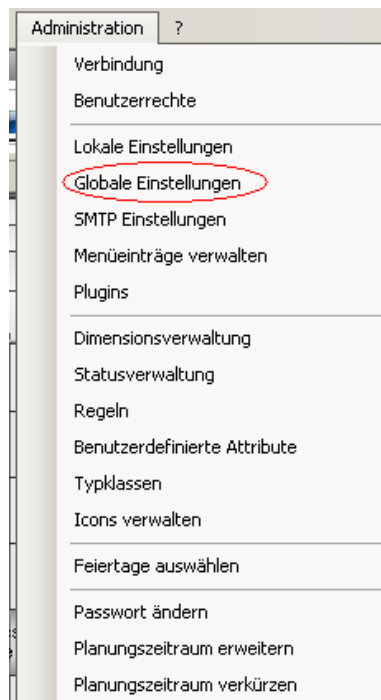 Administration ?
Verbindung
Benutzerrechte
Lokale Einstellungen
Globale Einstellungen
SMTP Einstellungen
Menüeinträge verwalten
Plugins
Dimensionsverwaltung
Statusverwaltung
Regeln
Benutzerdefinierte Attribute
Typklassen
Icons verwalten
Feiertage auswählen
Passwort ändern
Planungszeitraum erweitern
Planungszeitraum verkürzen